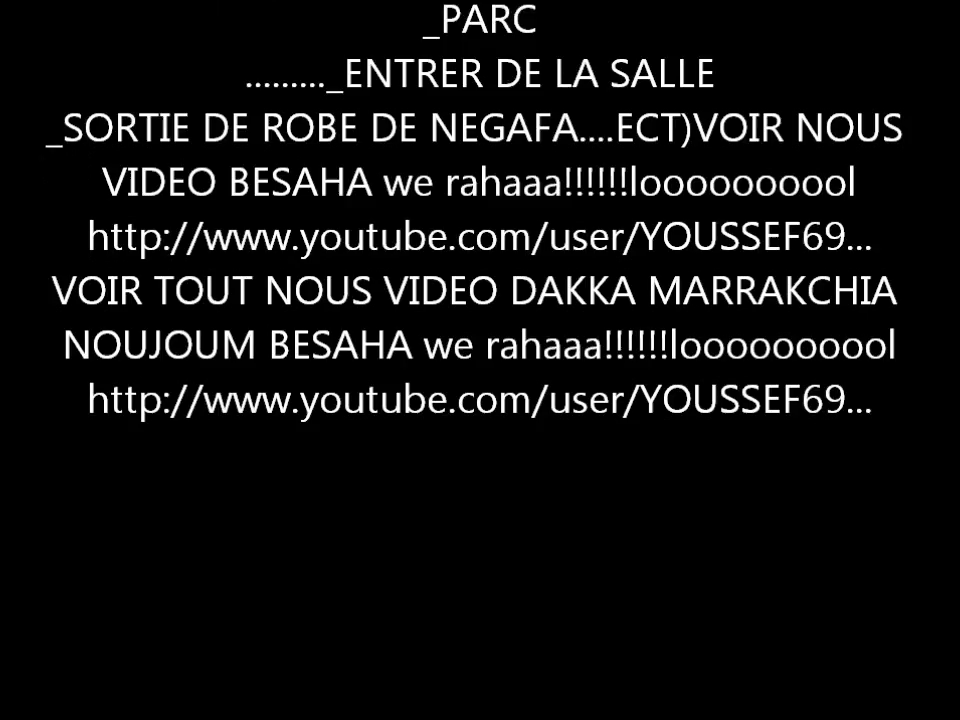 _PARC
........._ENTRER DE LA SALLE
_SORTIE DE ROBE DE NEGAFA....ECT)VOIR NOUS
VIDEO BESAHA we rahaaa!!!!!!looooooooool
http://www.youtube.com/user/YOUSSEF69...
VOIR TOUT NOUS VIDEO DAKKA MARRAKCHIA
NOUJOUM BESAHA we rahaaa!!!!!!looooooooool
http://www.youtube.com/user/YOUSSEF69...